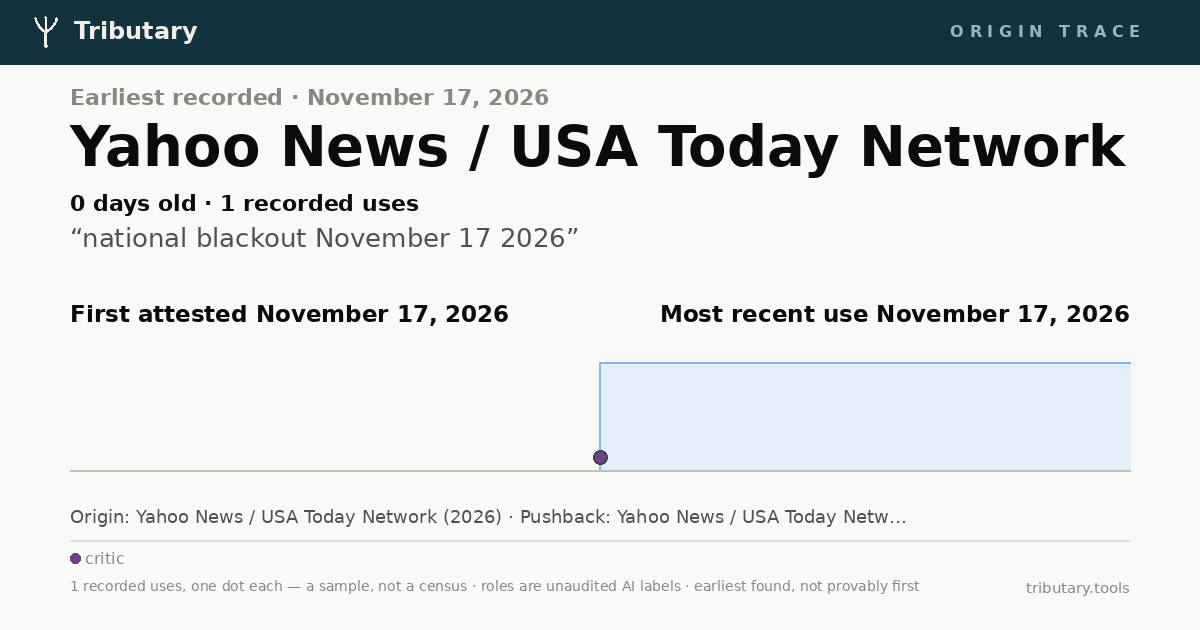 Tributary
ORIGIN TRACE
Earliest recorded · November 17, 2026
Yahoo News / USA Today Network
0 days old · 1 recorded uses
“national blackout November 17 2026”
First attested November 17, 2026
Most recent use November 17, 2026
Origin: Yahoo News / USA Today Network (2026) · Pushback: Yahoo News / USA Today Netw…
critic
1 recorded uses, one dot each — a sample, not a census · roles are unaudited AI labels · earliest found, not provably first
tributary.tools